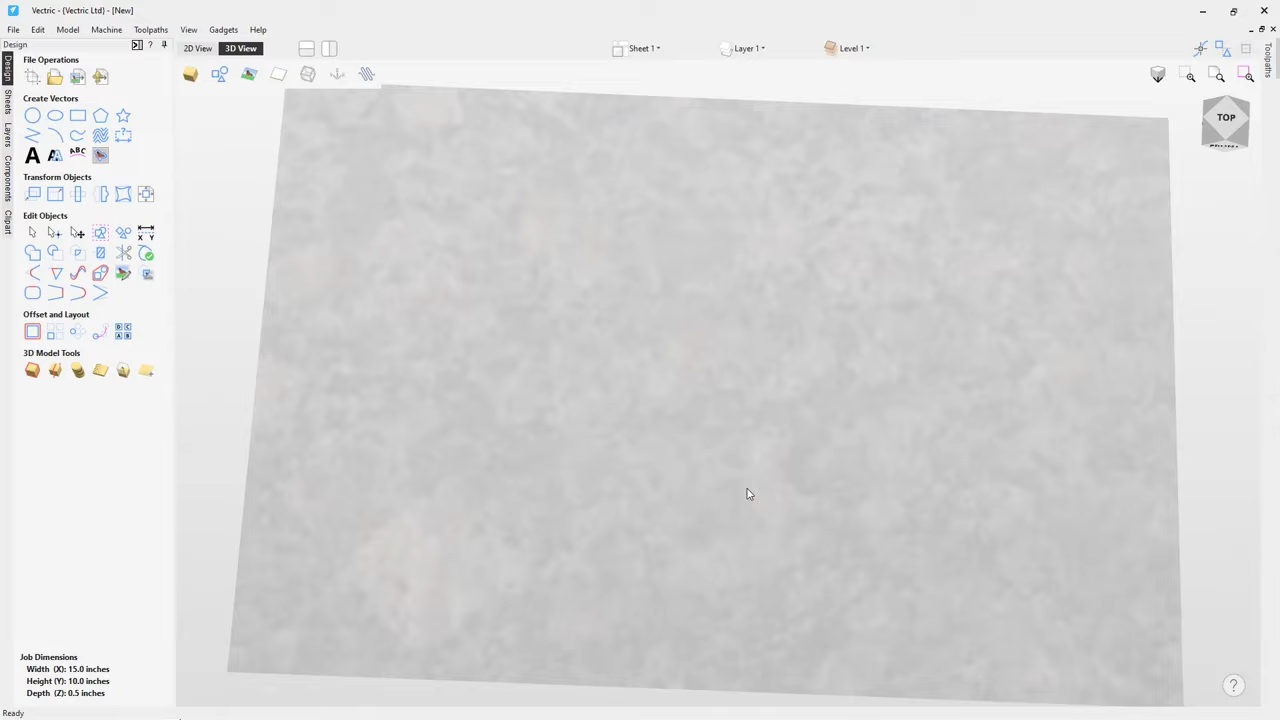 Vectric - {Vectric Ltd} - [New]
File Edit Model Machine Toolpaths View Gadgets Help
Design
2D View 3D View Sheet 1 Layer 1 Level 1
File Operations
Create Vectors
Transform Objects
Edit Objects
Offset and Layout
3D Model Tools
Design
Sheets
Layers
Components
Clipart
Toolpaths
TOP
Job Dimensions
Width (X): 15.0 inches
Height (Y): 10.0 inches
Depth (Z): 0.5 inches
Ready